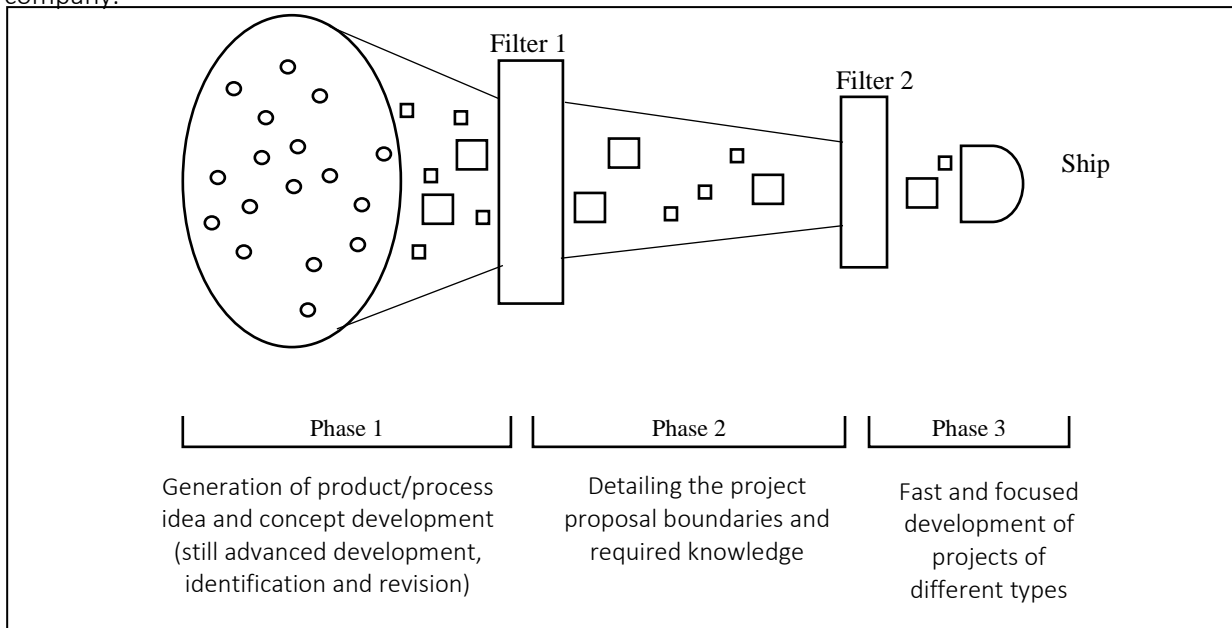 company.
Filter 1
Filter 2
Ship
Phase 1
Phase 2
Phase 3
Generation of product/process
idea and concept development
(still advanced development,
identification and revision)
Detailing the project
proposal boundaries and
required knowledge
Fast and focused
development of
projects of
different types